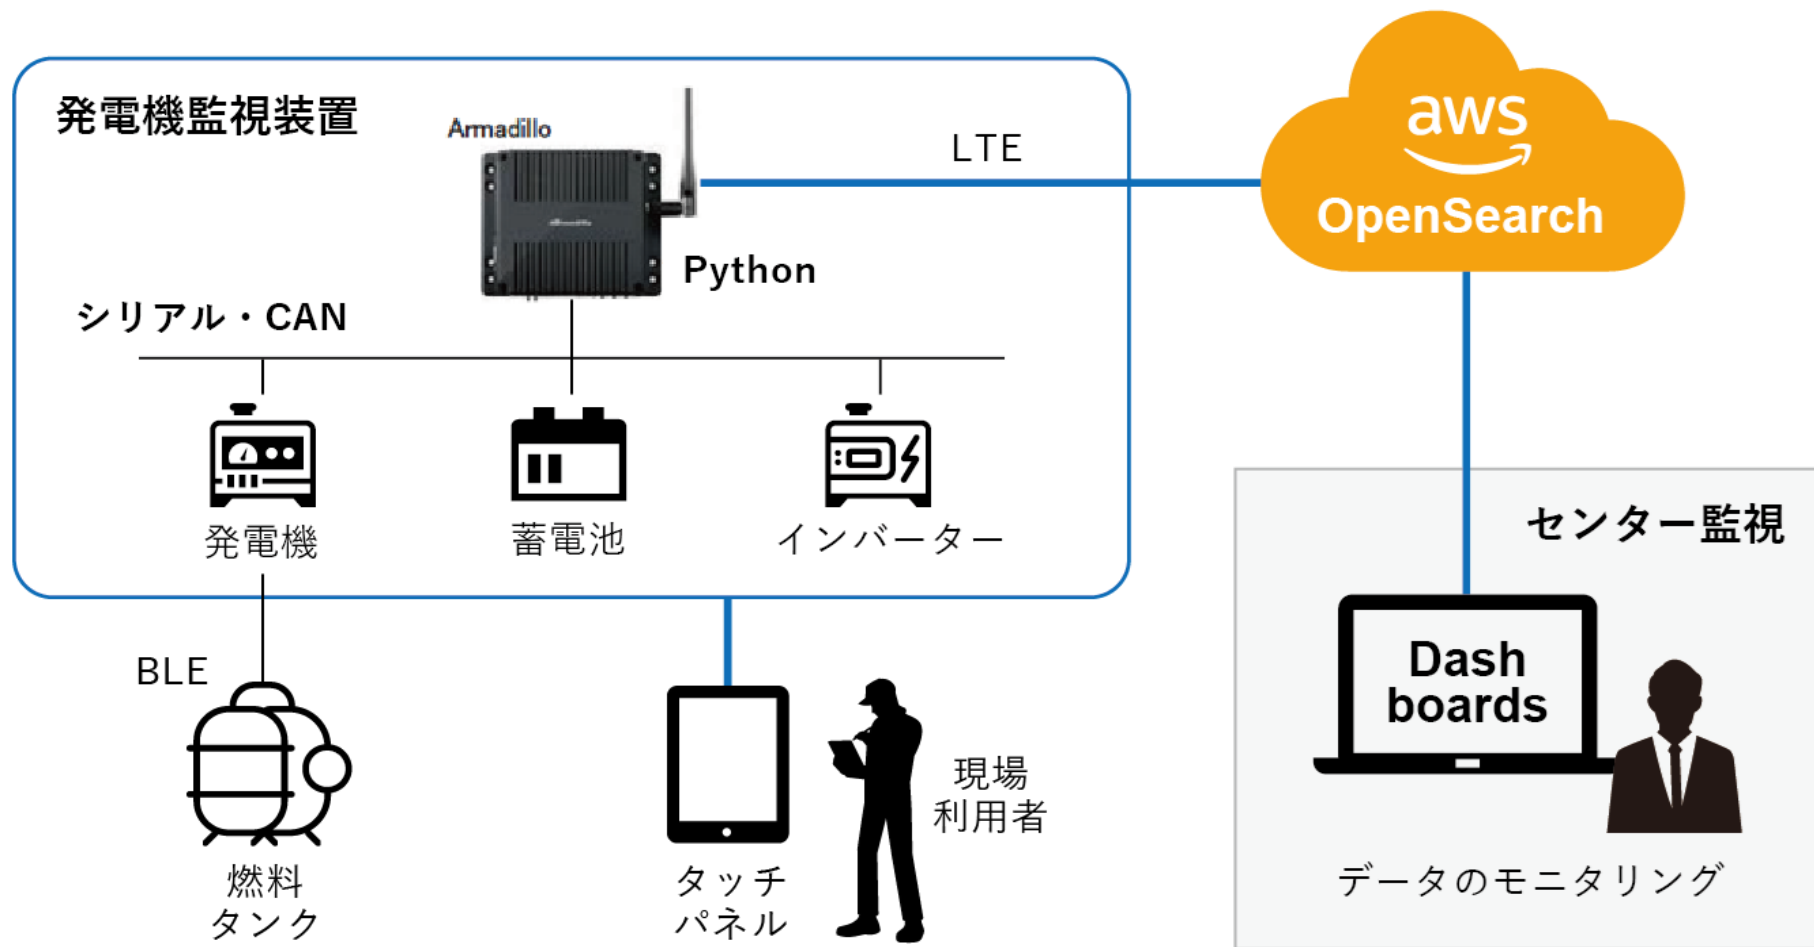 発電機監視装置
Armadillo
LTE
aws
OpenSearch
Python
シリアル・CAN
発電機
蓄電池
インバーター
センター監視
BLE
Dash
boards
燃料
タンク
タッチ
パネル
現場
利用者
データのモニタリング